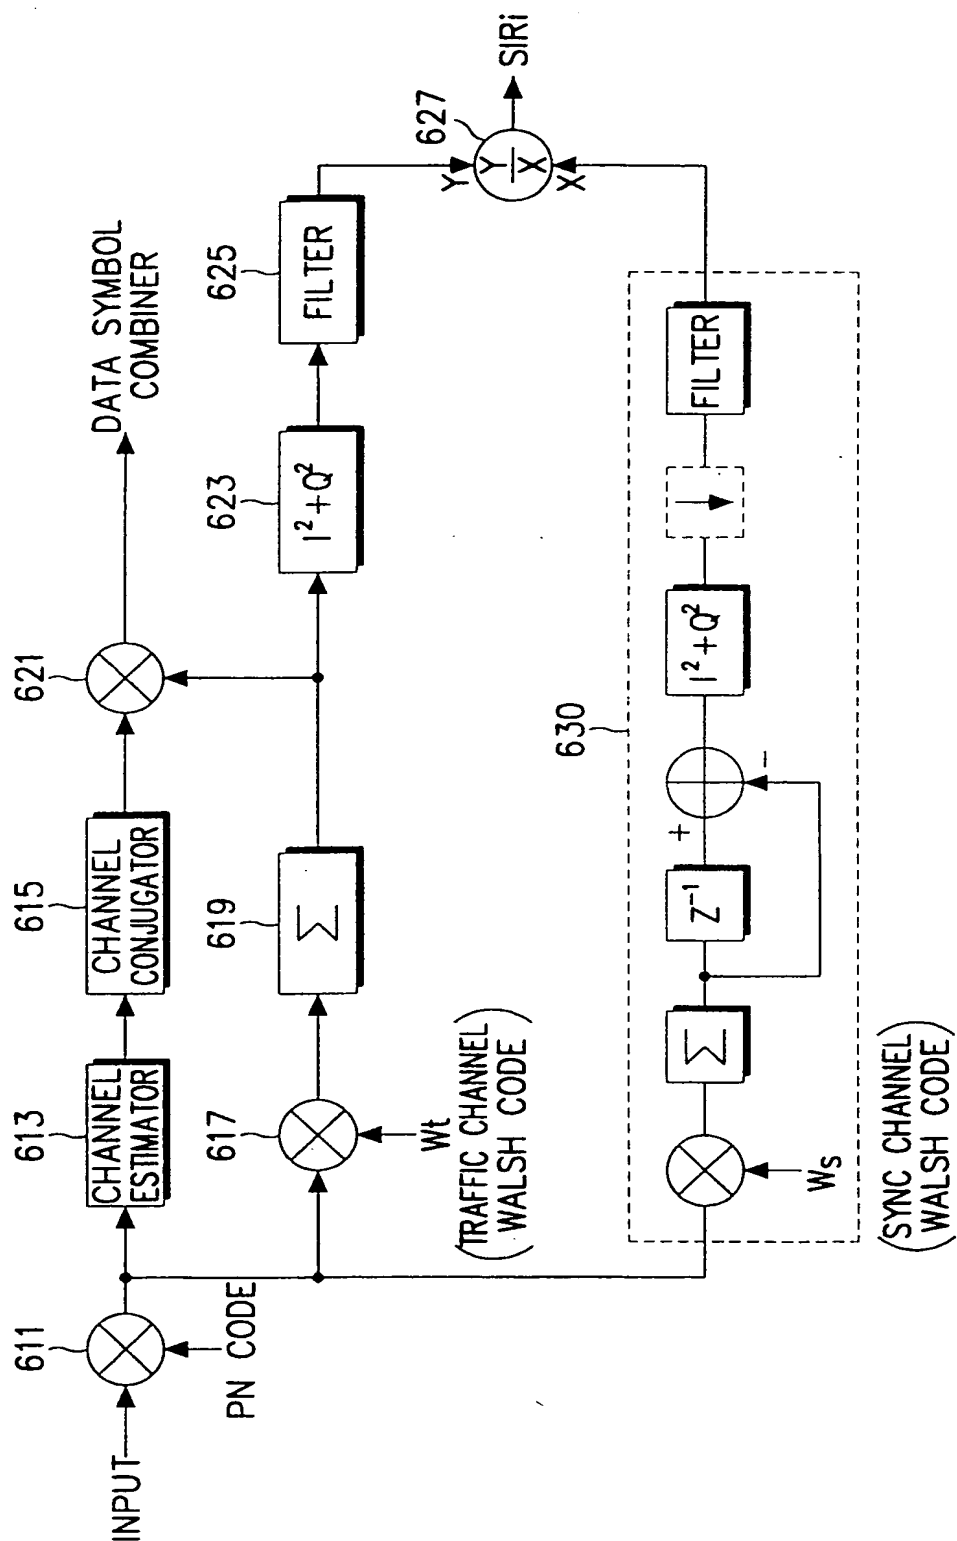 INPUT
611
PN CODE
613
CHANNEL
ESTIMATOR
615
CHANNEL
CONJUGATOR
621
DATA SYMBOL
COMBINER
617
Wt
(TRAFFIC CHANNEL
WALSH CODE)
619
Σ
623
I²+Q²
625
FILTER
Y
627
Y
X
X
SIRi
630
Ws
(SYNC CHANNEL
WALSH CODE)
Σ
Z⁻¹
+
−
I²+Q²
FILTER